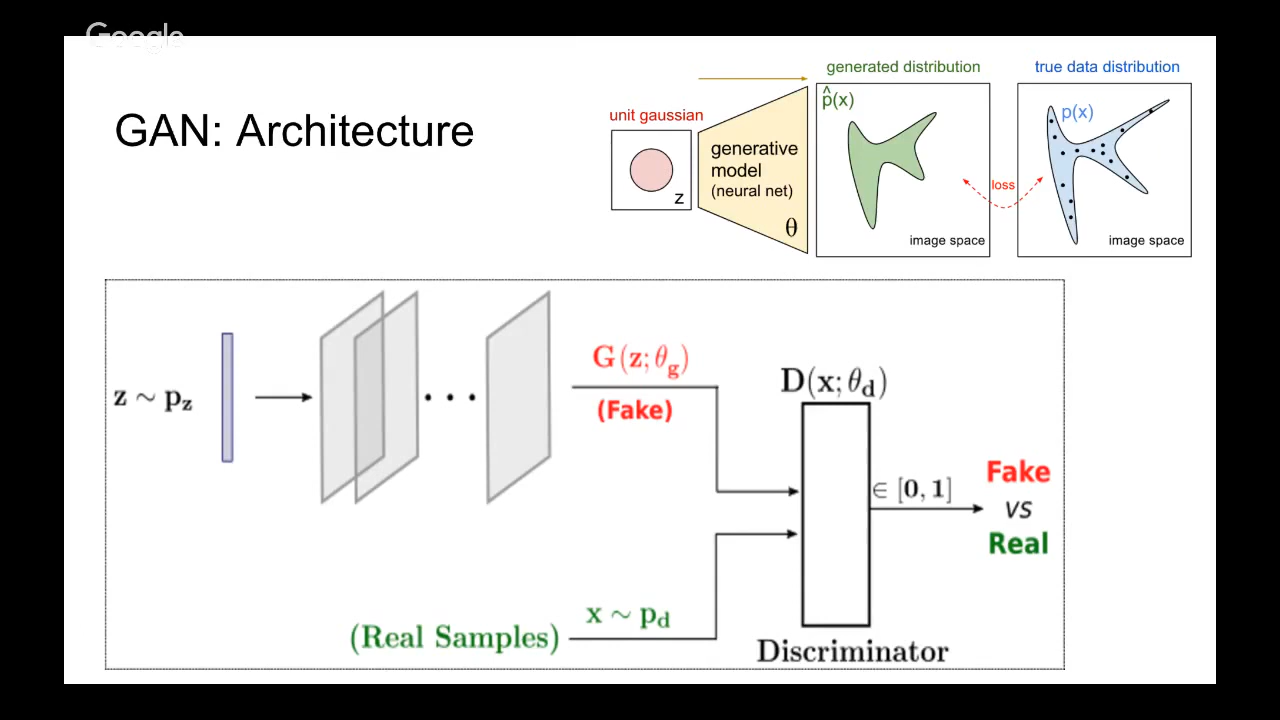 Google
GAN: Architecture
generated distribution
true data distribution
unit gaussian
z
generative
model
(neural net)
θ
p̂(x)
image space
loss
p(x)
image space
z ∼ p_z
G(z; θ_g)
(Fake)
D(x; θ_d)
∈ [0, 1]
Fake
vs
Real
(Real Samples)
x ∼ p_d
Discriminator